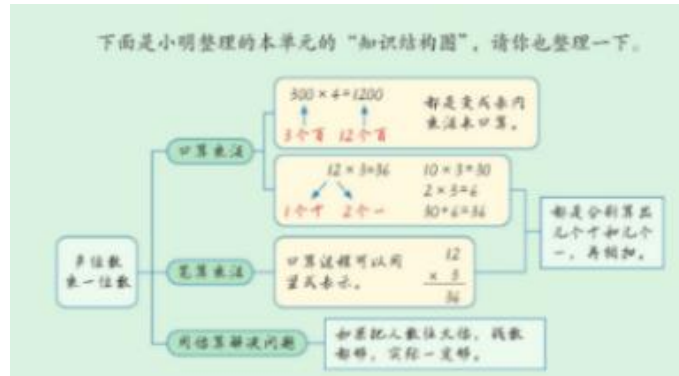 下面是小明整理的本单元的“知识结构图”，请你也整理一下。
300×4=1200
3个百 12个百
都是变成表内
乘法来口算。
口算乘法
12×3=36
1个十 2个一
10×3=30
2×3=6
30+6=36
都是分别算出
几个十和几个
一，再相加。
多位数
乘一位数
笔算乘法
口算过程可以用
竖式表示。
12
× 3
36
用估算解决问题
如果把人数往大估，钱数
都够，实际一定够。